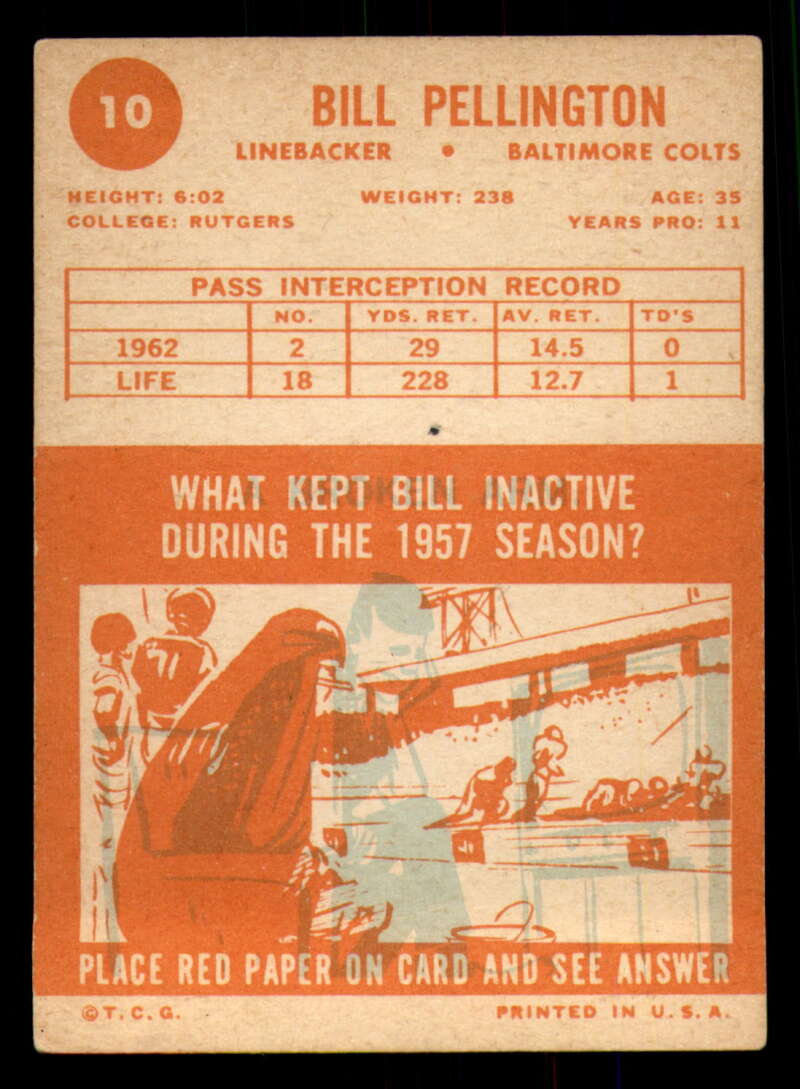 10
BILL PELLINGTON
LINEBACKER • BALTIMORE COLTS
HEIGHT: 6:02 WEIGHT: 238 AGE: 35
COLLEGE: RUTGERS YEARS PRO: 11
PASS INTERCEPTION RECORD
NO. YDS. RET. AV. RET. TD'S
1962 2 29 14.5 0
LIFE 18 228 12.7 1
WHAT KEPT BILL INACTIVE
A BROKEN ARM
DURING THE 1957 SEASON?
PLACE RED PAPER ON CARD AND SEE ANSWER
© T. C. G. PRINTED IN U. S. A.